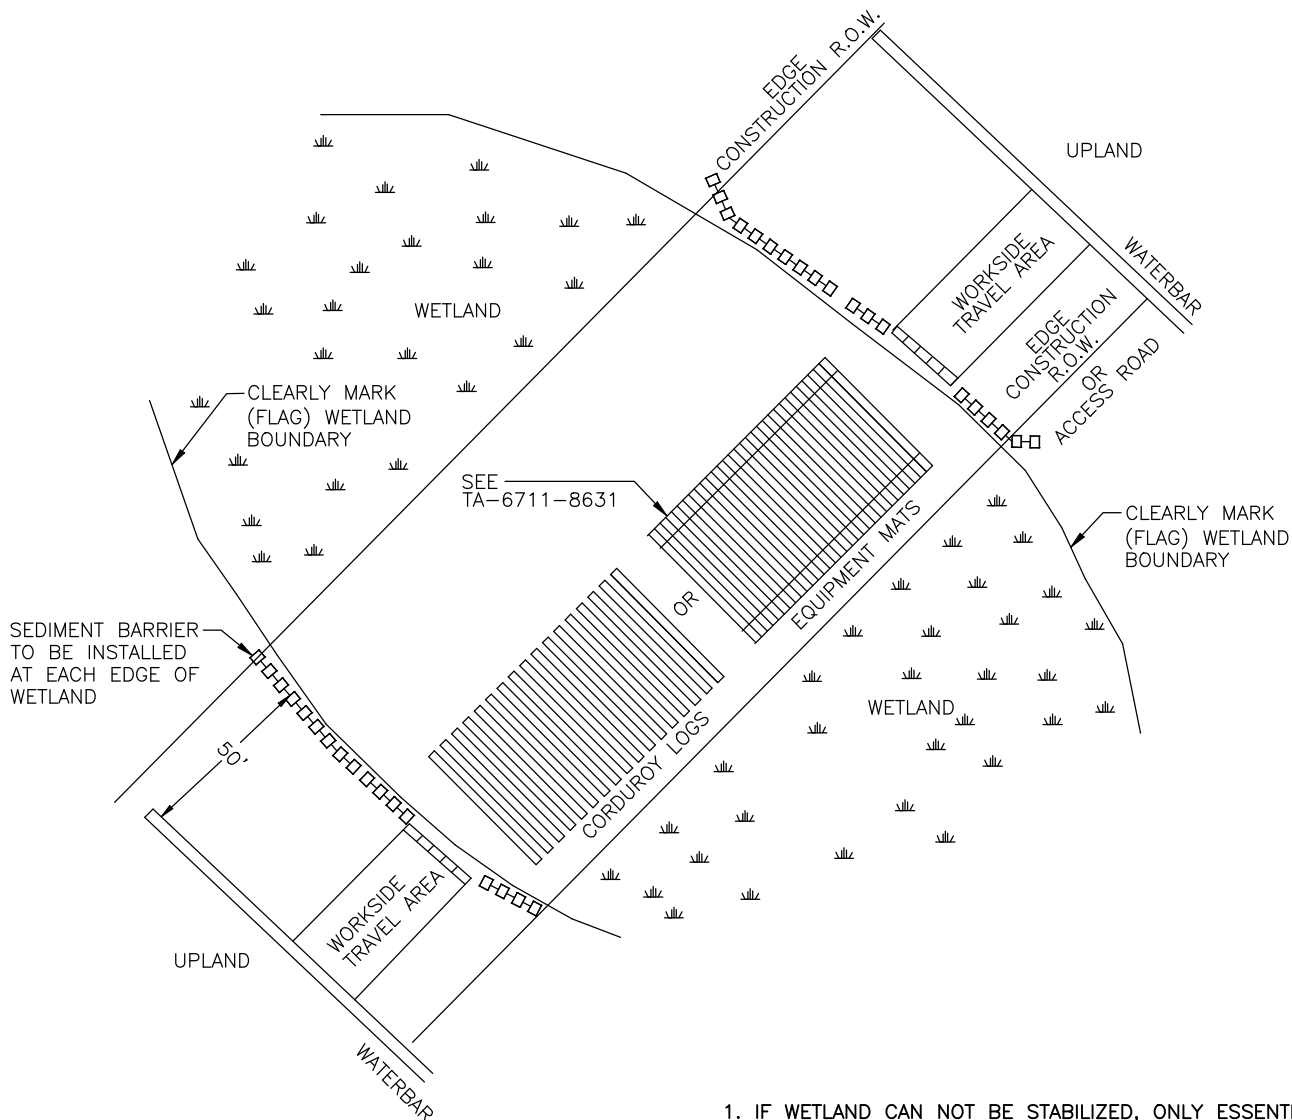 EDGE
CONSTRUCTION R.O.W.
UPLAND
WATERBAR
WORKSIDE
TRAVEL AREA
EDGE
CONSTRUCTION
R.O.W.
OR
ACCESS ROAD
WETLAND
CLEARLY MARK
(FLAG) WETLAND
BOUNDARY
SEE
TA-6711-8631
CLEARLY MARK
(FLAG) WETLAND
BOUNDARY
EQUIPMENT MATS
OR
CORDUROY LOGS
SEDIMENT BARRIER
TO BE INSTALLED
AT EACH EDGE OF
WETLAND
WETLAND
50'
WORKSIDE
TRAVEL AREA
UPLAND
WATERBAR
1. IF WETLAND CAN NOT BE STABILIZED, ONLY